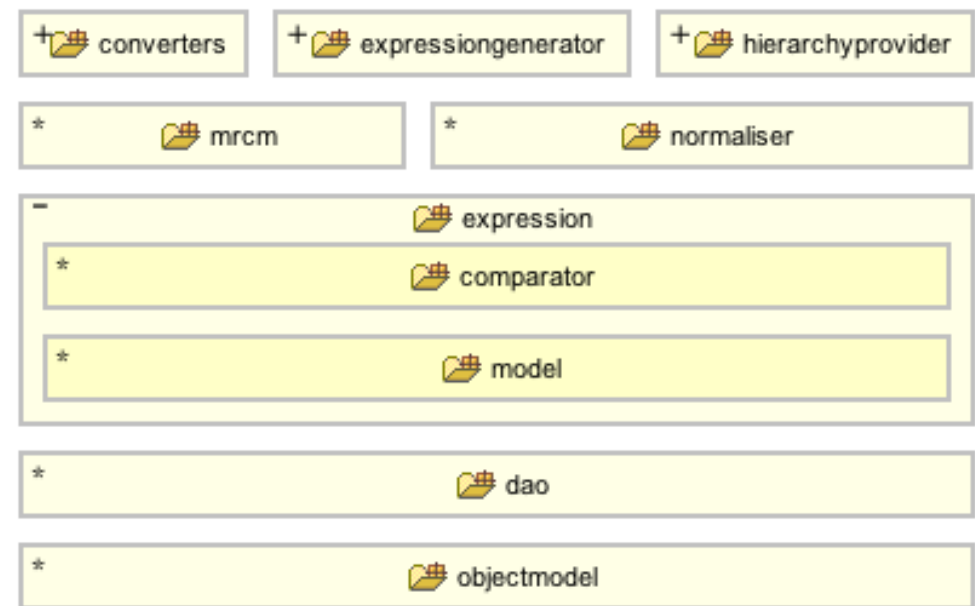 + converters + expressiongenerator + hierarchyprovider
* mrcm * normaliser
- expression
* comparator
* model
* dao
* objectmodel